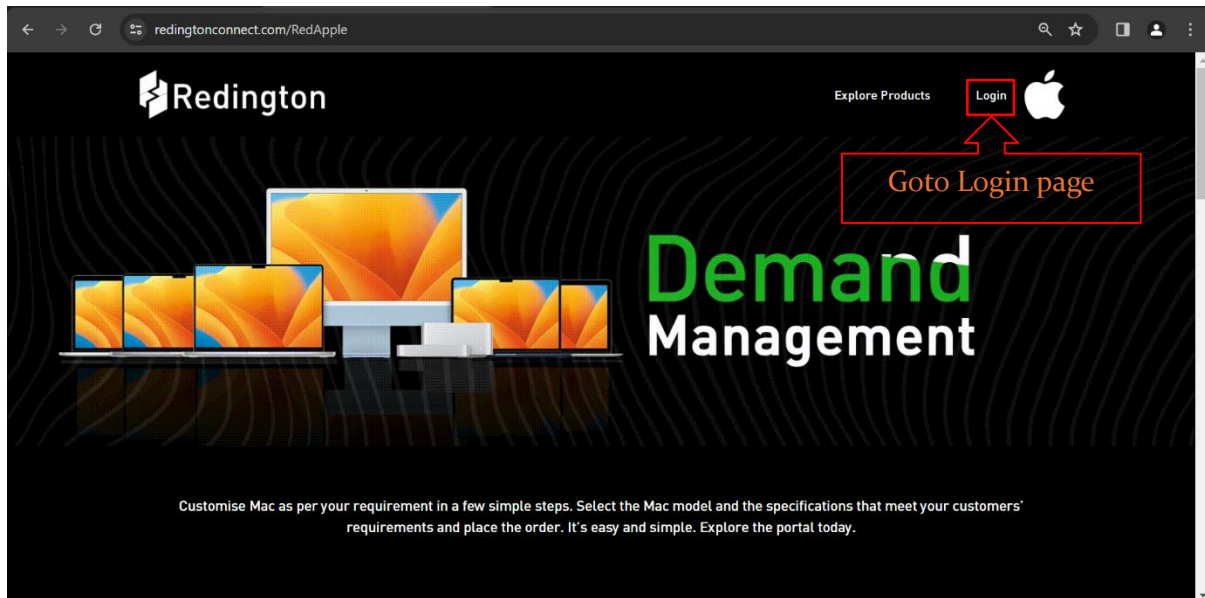 redingtonconnect.com/RedApple
Redington
Explore Products
Login
Goto Login page
Demand
Management
Customise Mac as per your requirement in a few simple steps. Select the Mac model and the specifications that meet your customers'
requirements and place the order. It's easy and simple. Explore the portal today.